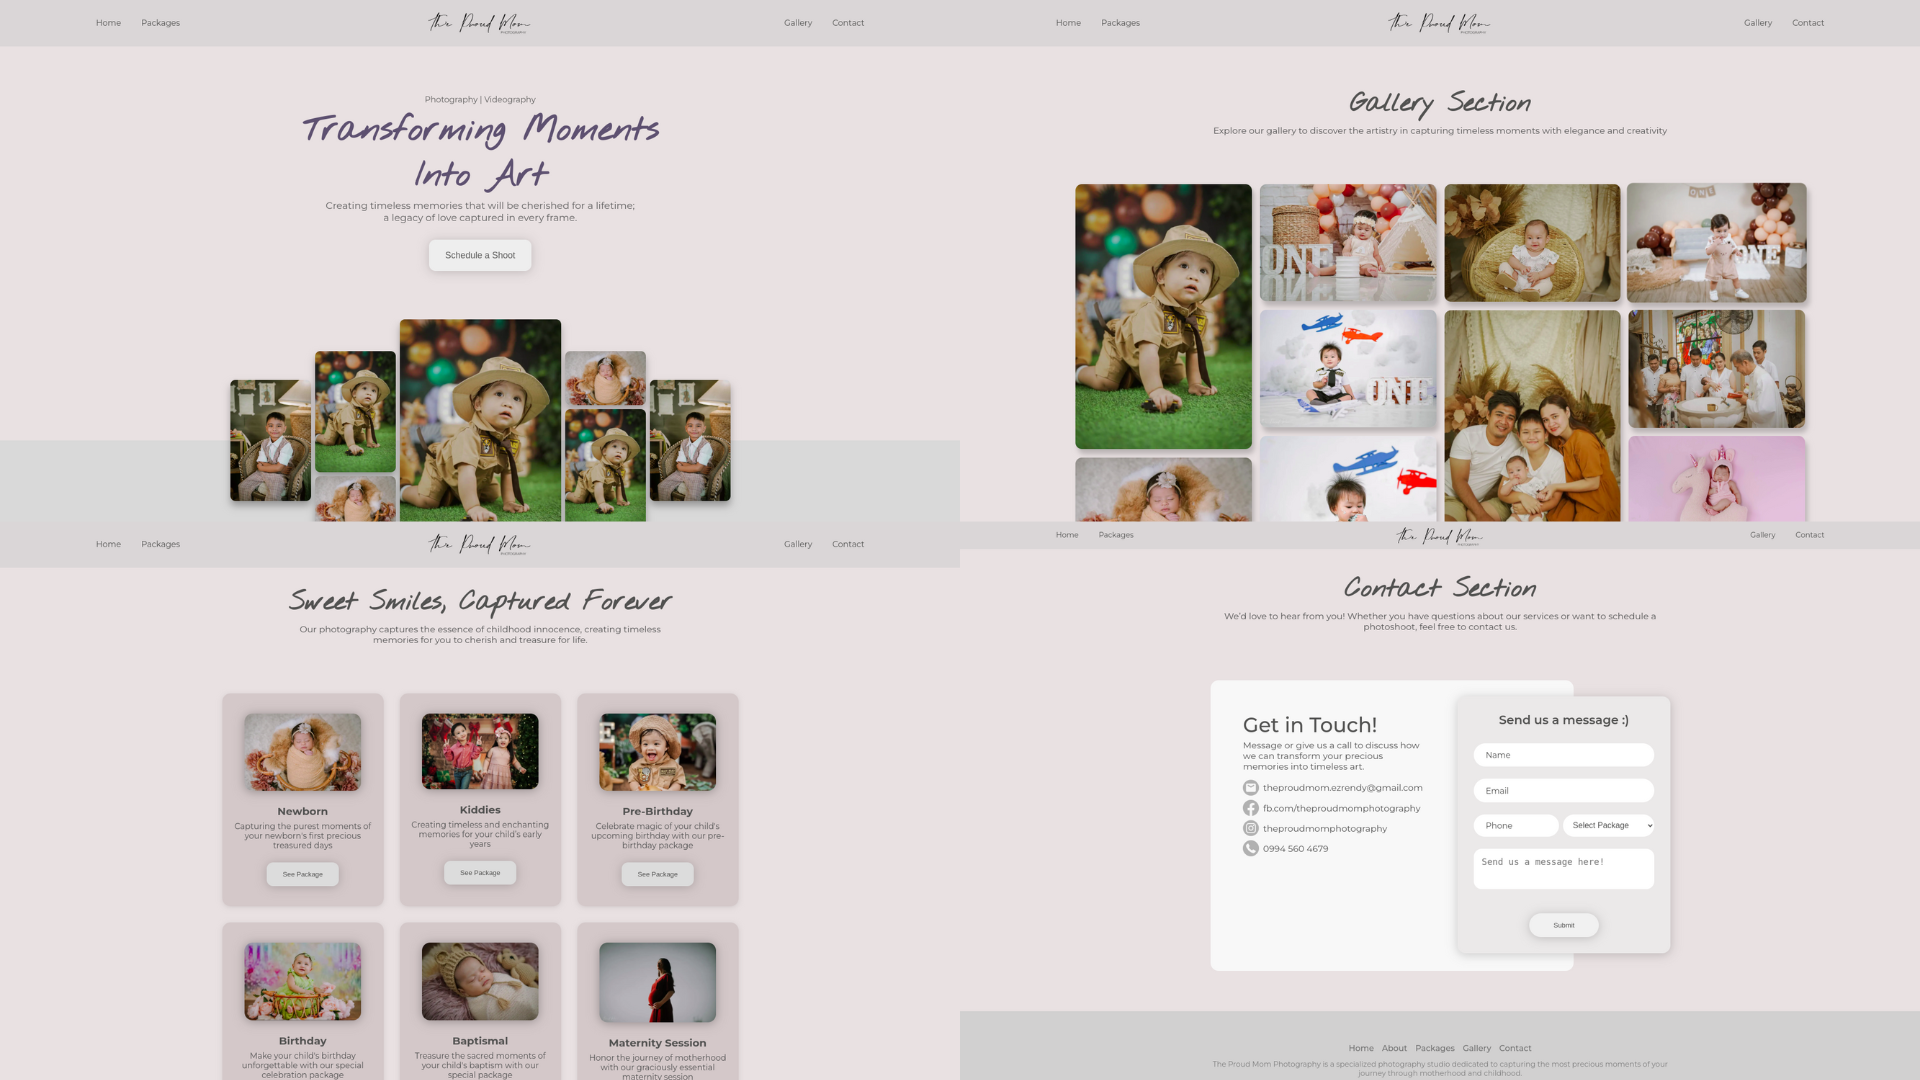 Home
Packages
The Proud Mom
PHOTOGRAPHY
Gallery
Contact
Photography | Videography
Transforming Moments
Into Art
Creating timeless memories that will be cherished for a lifetime;
a legacy of love captured in every frame.
Schedule a Shoot
Home
Packages
The Proud Mom
PHOTOGRAPHY
Gallery
Contact
Gallery Section
Explore our gallery to discover the artistry in capturing timeless moments with elegance and creativity
ONE
ONE
ONE
ONE
Home
Packages
The Proud Mom
PHOTOGRAPHY
Gallery
Contact
Sweet Smiles, Captured Forever
Our photography captures the essence of childhood innocence, creating timeless
memories for you to cherish and treasure for life.
Newborn
Capturing the purest moments of
your newborn's first precious
treasured days
See Package
Kiddies
Creating timeless and enchanting
memories for your child's early
years
See Package
Pre-Birthday
Celebrate magic of your child's
upcoming birthday with our pre-
birthday package
See Package
Birthday
Make your child's birthday
unforgettable with our special
celebration package
Baptismal
Treasure the sacred moments of
your child's baptism with our
special package
Maternity Session
Honor the journey of motherhood
with our graciously essential
maternity session
Home
Packages
The Proud Mom
PHOTOGRAPHY
Gallery
Contact
Contact Section
We'd love to hear from you! Whether you have questions about our services or want to schedule a
photoshoot, feel free to contact us.
Get in Touch!
Message or give us a call to discuss how
we can transform your precious
memories into timeless art.
theproudmom.ezrendy@gmail.com
fb.com/theproudmomphotography
theproudmomphotography
0994 560 4679
Send us a message :)
Name
Email
Phone
Select Package
Send us a message here!
Submit
Home About Packages Gallery Contact
The Proud Mom Photography is a specialized photography studio dedicated to capturing the most precious moments of your
journey through motherhood and childhood.